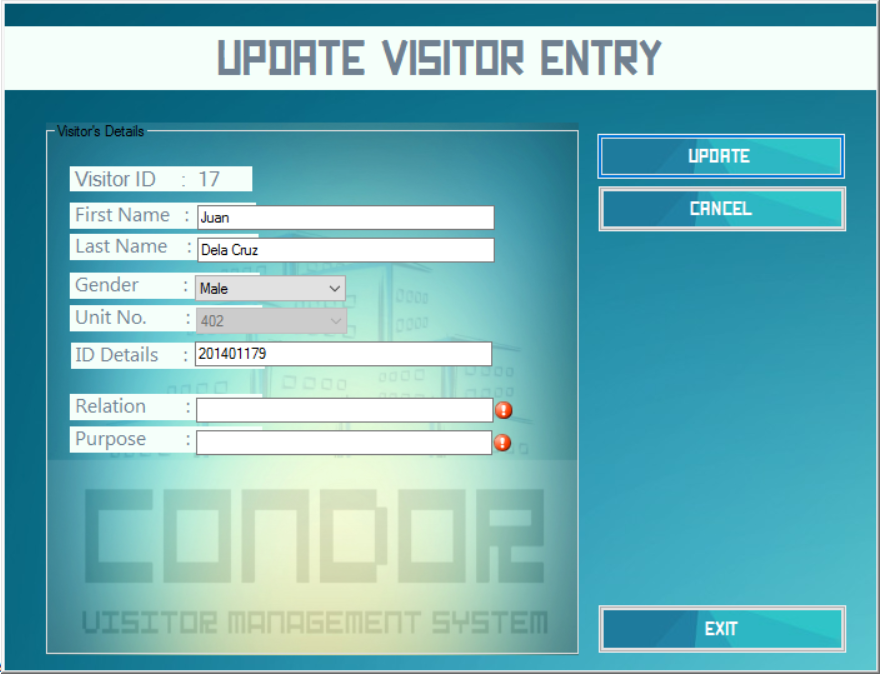 UPDATE VISITOR ENTRY
Visitor's Details
Visitor ID : 17
First Name : Juan
Last Name : Dela Cruz
Gender : Male
Unit No. : 402
ID Details : 201401179
Relation :
Purpose :
CONDOR
VISITOR MANAGEMENT SYSTEM
UPDATE
CANCEL
EXIT